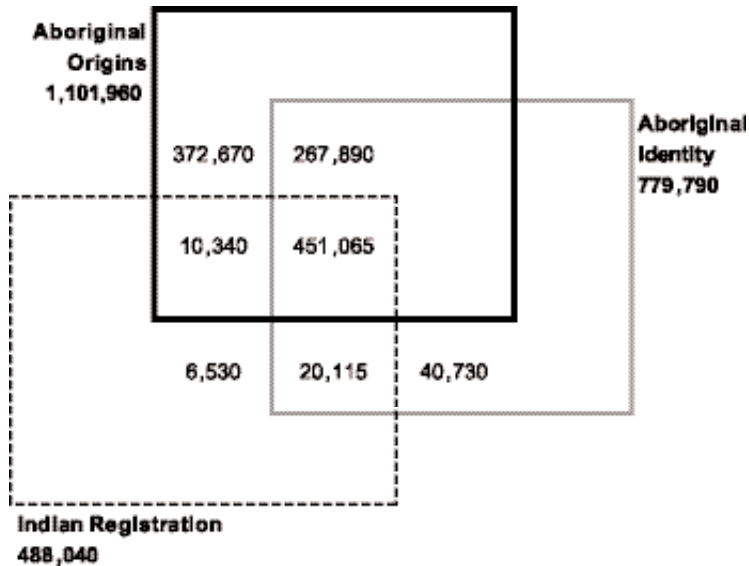 Aboriginal
Origins
1,101,960
Aboriginal
Identity
779,790
372,670 267,890
10,340 451,065
6,530 20,115 40,730
Indian Registration
488,040